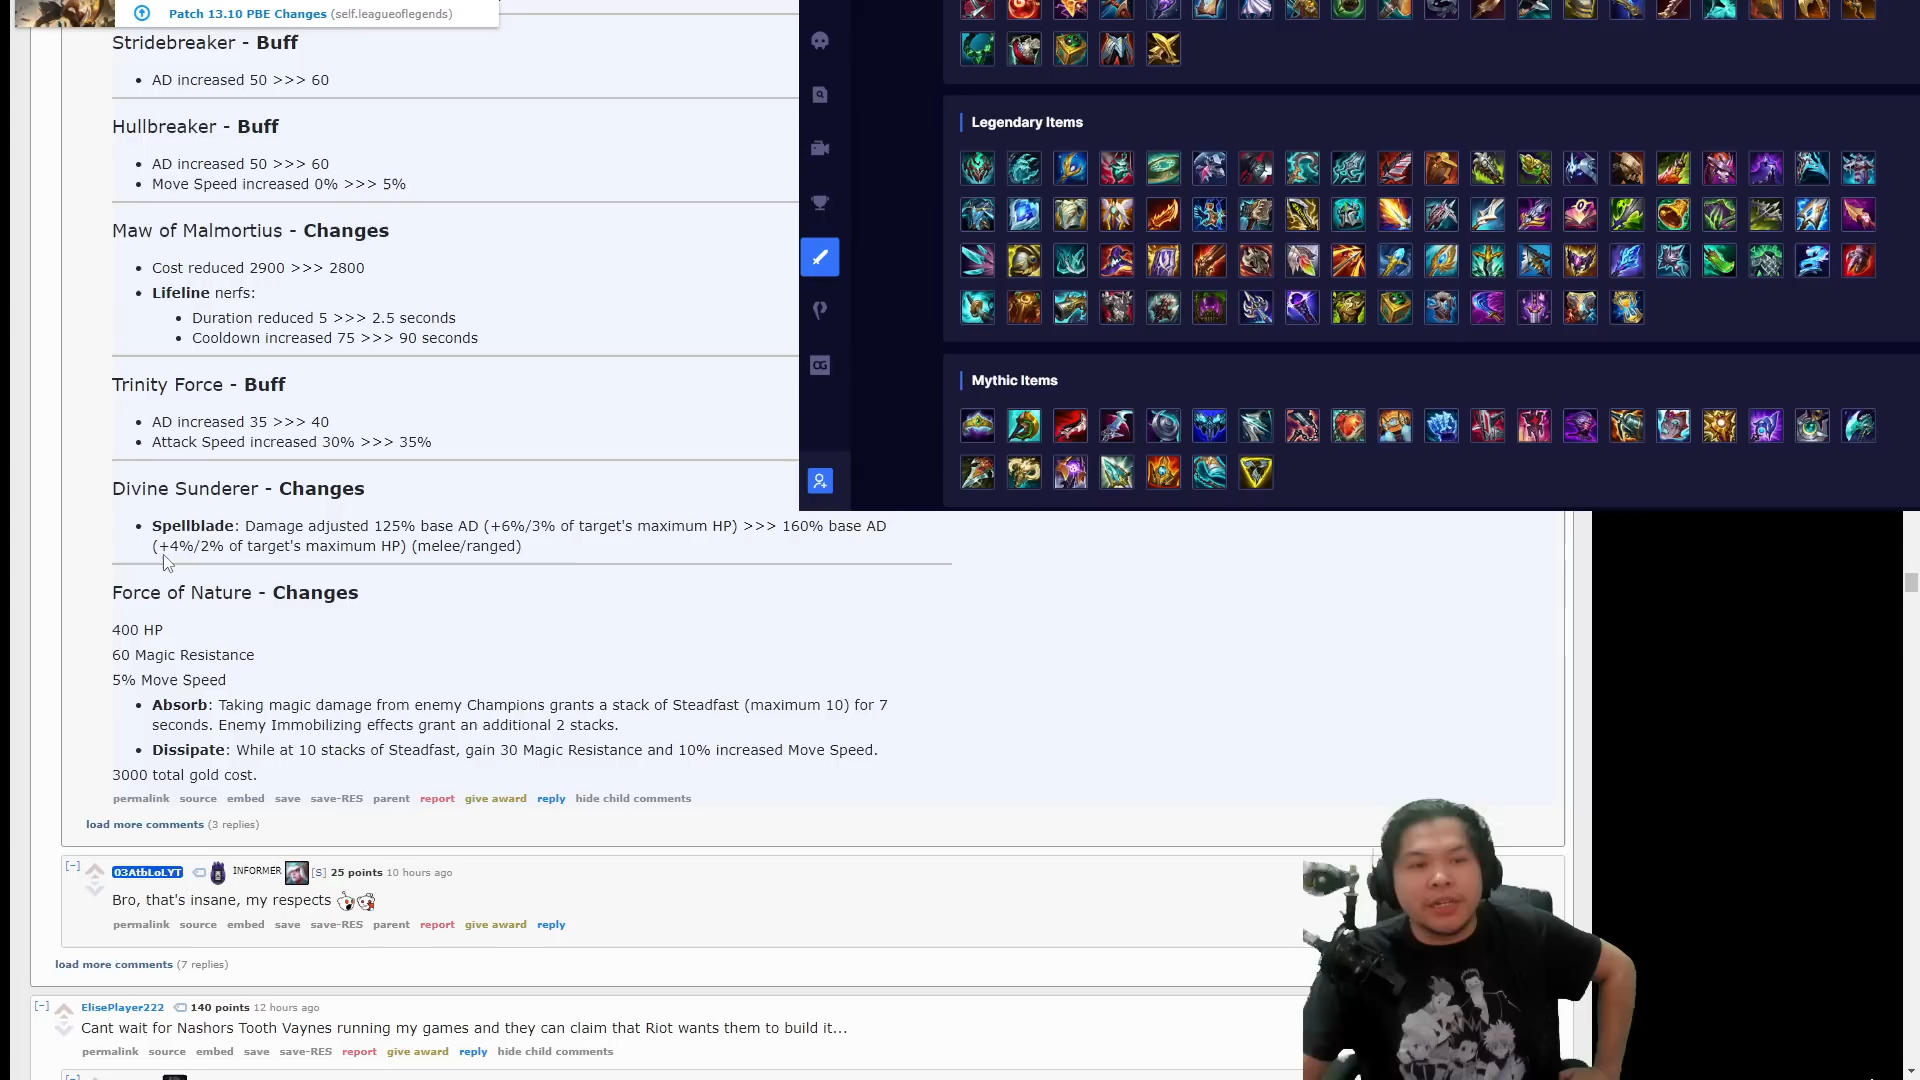 Patch 13.10 PBE Changes (self.leagueoflegends)
Stridebreaker - Buff
• AD increased 50 >>> 60
Hullbreaker - Buff
• AD increased 50 >>> 60
• Move Speed increased 0% >>> 5%
Maw of Malmortius - Changes
• Cost reduced 2900 >>> 2800
• Lifeline nerfs:
• Duration reduced 5 >>> 2.5 seconds
• Cooldown increased 75 >>> 90 seconds
Trinity Force - Buff
• AD increased 35 >>> 40
• Attack Speed increased 30% >>> 35%
Divine Sunderer - Changes
• Spellblade: Damage adjusted 125% base AD (+6%/3% of target's maximum HP) >>> 160% base AD
(+4%/2% of target's maximum HP) (melee/ranged)
Force of Nature - Changes
400 HP
60 Magic Resistance
5% Move Speed
• Absorb: Taking magic damage from enemy Champions grants a stack of Steadfast (maximum 10) for 7
seconds. Enemy Immobilizing effects grant an additional 2 stacks.
• Dissipate: While at 10 stacks of Steadfast, gain 30 Magic Resistance and 10% increased Move Speed.
3000 total gold cost.
permalink source embed save save-RES parent report give award reply hide child comments
load more comments (3 replies)
[-] 03AtbLoLYT INFORMER [S] 25 points 10 hours ago
Bro, that's insane, my respects
permalink source embed save save-RES parent report give award reply
load more comments (7 replies)
[-] ElisePlayer222 140 points 12 hours ago
Cant wait for Nashors Tooth Vaynes running my games and they can claim that Riot wants them to build it...
permalink source embed save save-RES report give award reply hide child comments
[-]
Legendary Items
Mythic Items
OG